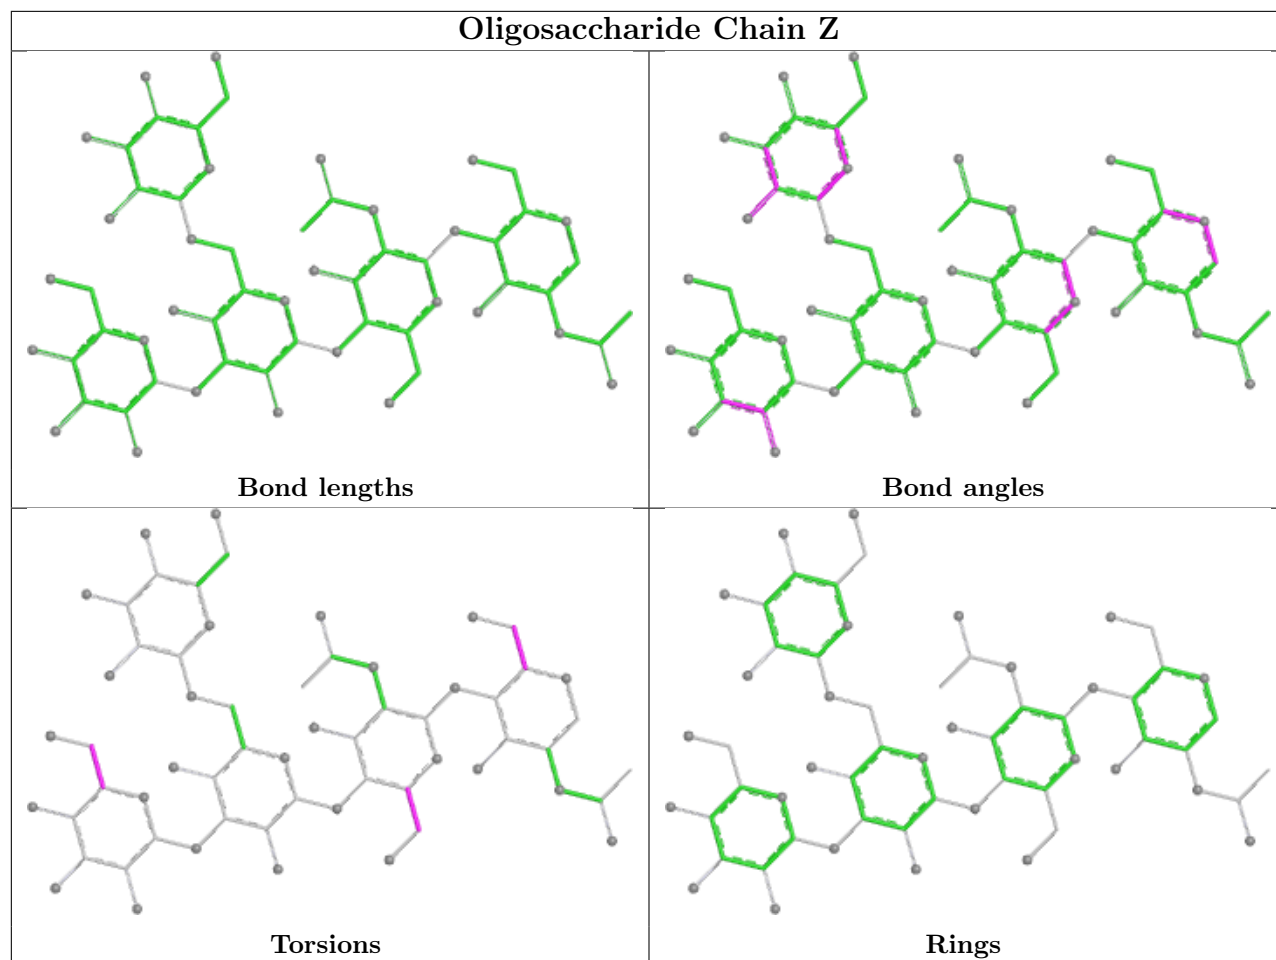 Oligosaccharide Chain Z
Bond lengths
Bond angles
Torsions
Rings